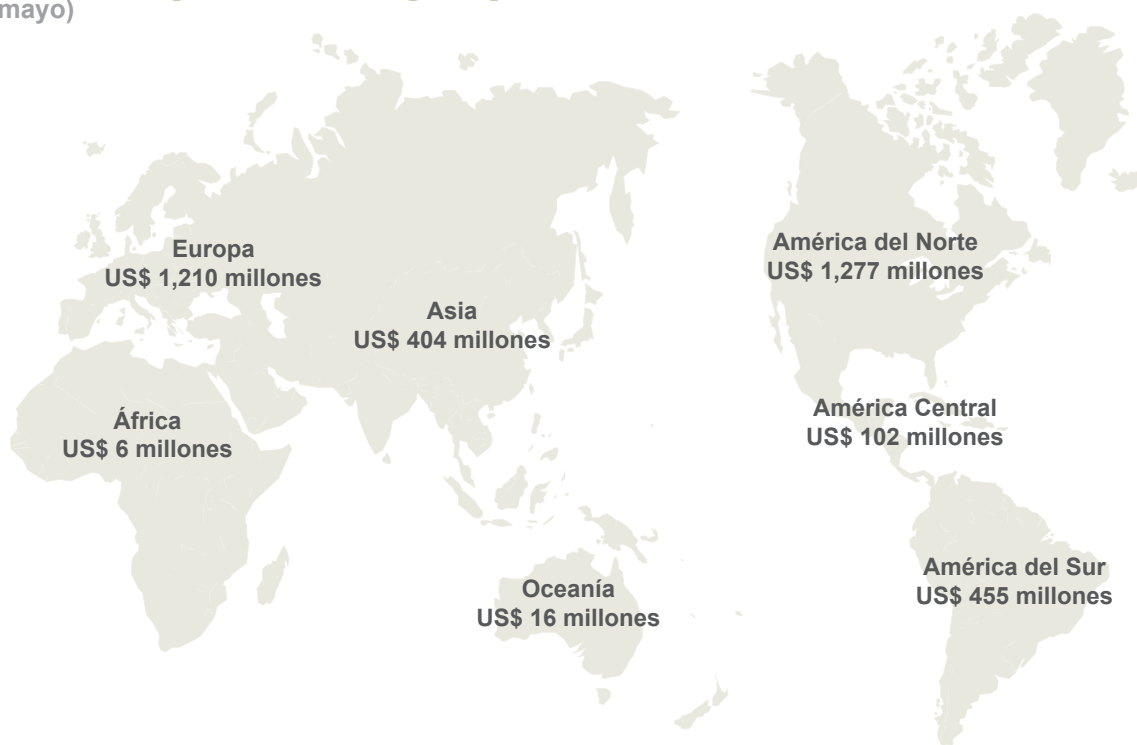 mayo)
Europa
US$ 1,210 millones
América del Norte
US$ 1,277 millones
Asia
US$ 404 millones
África
US$ 6 millones
América Central
US$ 102 millones
América del Sur
US$ 455 millones
Oceanía
US$ 16 millones